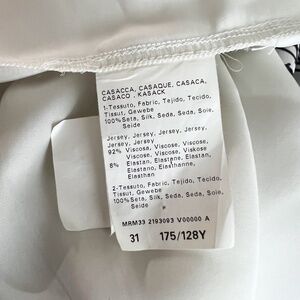 CASACCA, CASAQUE, CASACA,
CASACO , KASACK
1-Tessuto, Fabric, Tejido, Tecido,
Tissut, Gewebe
100%Seta, Silk, Seda, Seda, Soie,
Seide
Jersey, Jersey, Jersey, Jersey,
Jersey, Jersey
92% Viscosa, Viscose, Viscosa,
Viscose, Viscose, Viskose
8% Elastan, Elastane, Elastan,
Elastano, Elasthanne,
Elasthan
2-Tessuto, Fabric, Tejido, Tecido,
Tissut, Gewebe
100%Seta, Silk, Seda, Seda, Soie,
Seide
MRM33 2193093 V00000 A
31 175/128Y